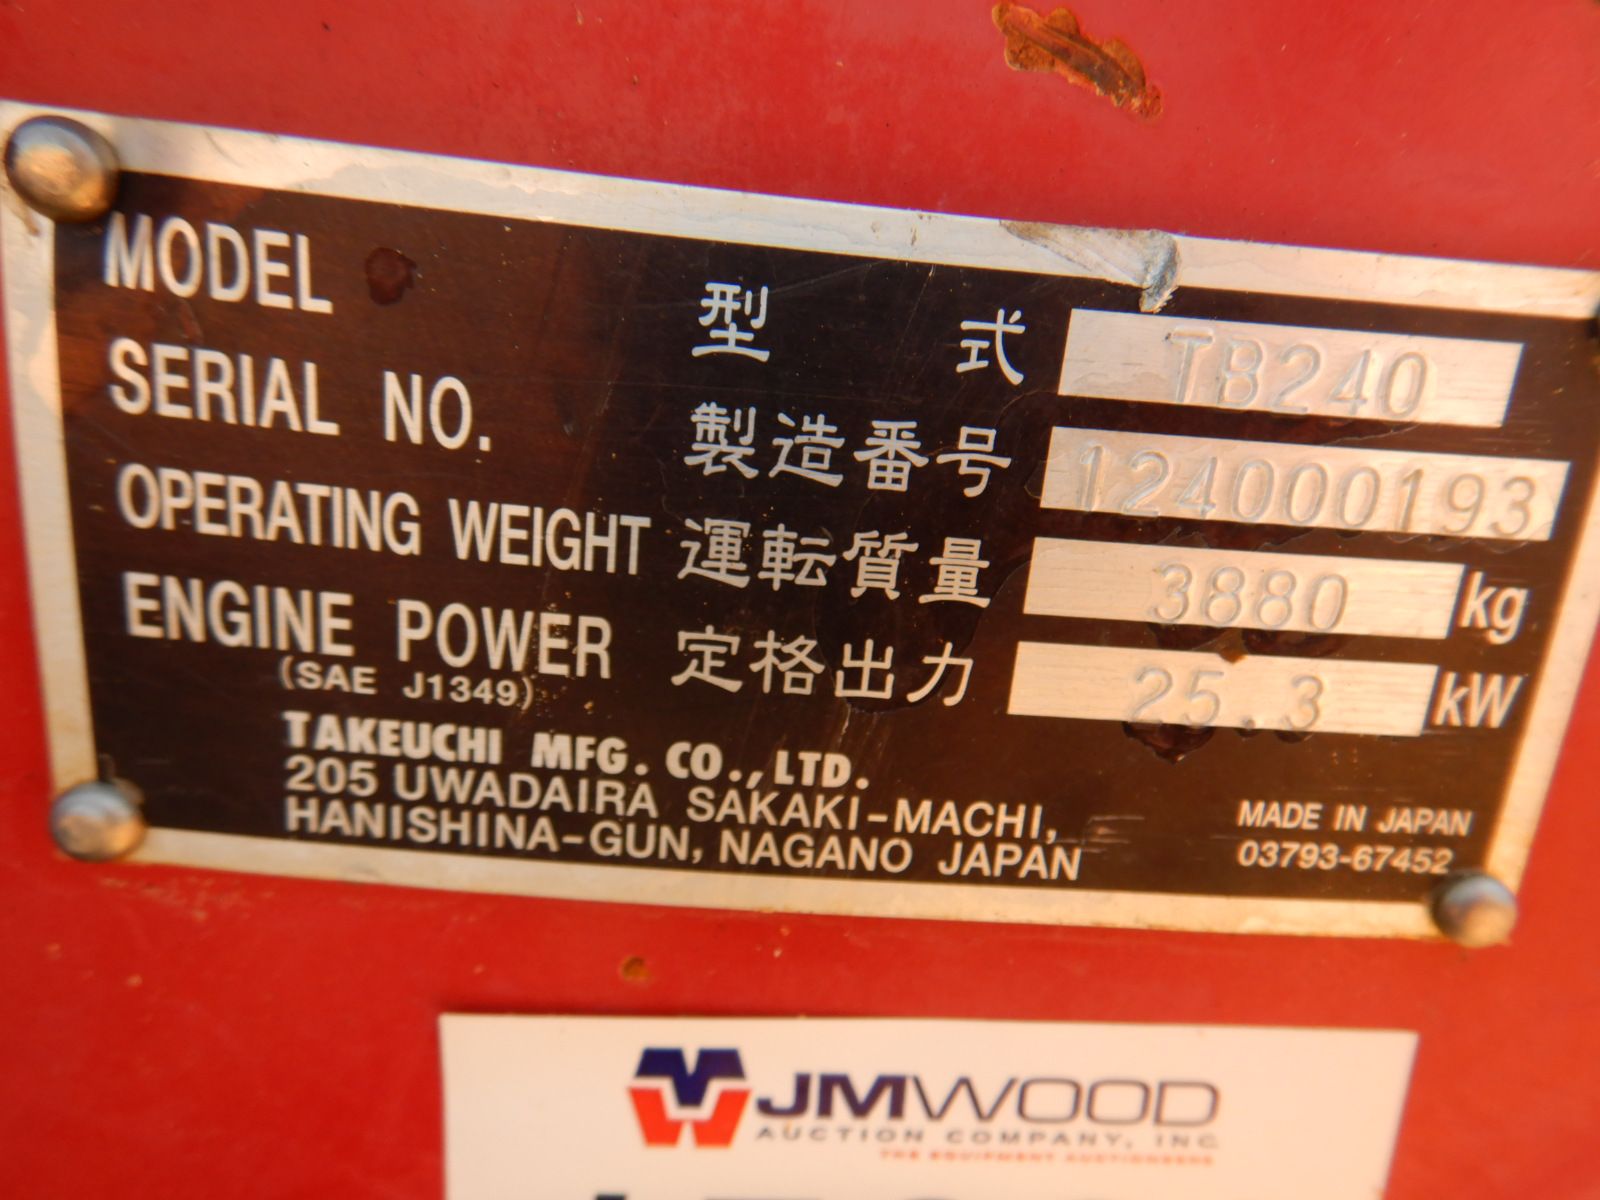 MODEL 型 式 TB240
SERIAL NO. 製造番号 124000193
OPERATING WEIGHT 運転質量 3880 kg
ENGINE POWER 定格出力 25.3 kW
(SAE J1349)
TAKEUCHI MFG. CO., LTD.
205 UWADAIRA SAKAKI-MACHI,
HANISHINA-GUN, NAGANO JAPAN
MADE IN JAPAN
03793-67452
JMWOOD
AUCTION COMPANY, INC
THE EQUIPMENT AUCTIONEERS